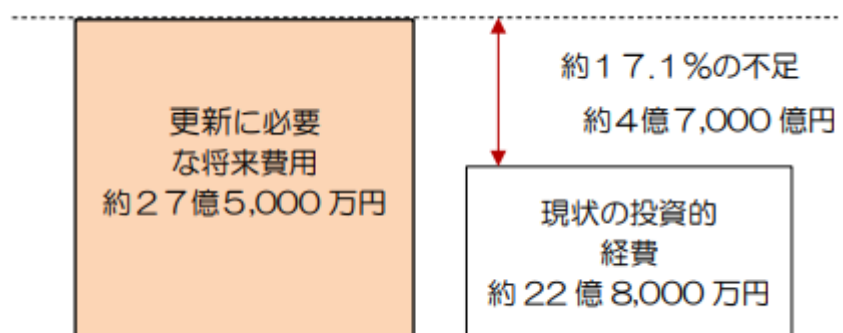 更新に必要
な将来費用
約２７億5,000 万円
約１７.１％の不足
約４億７,000 億円
現状の投資的
経費
約 22 億 8,000 万円